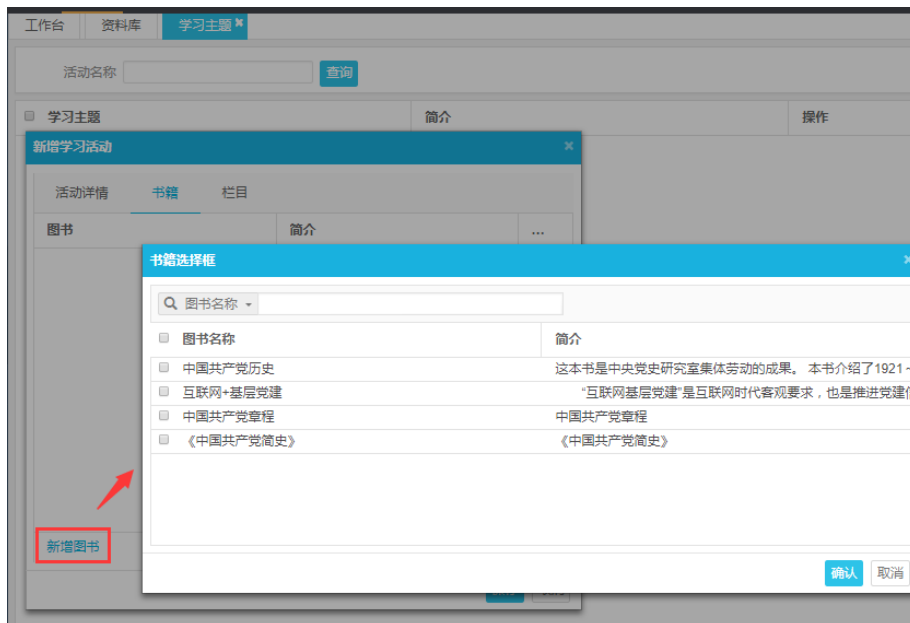 工作台 资料库 学习主题
活动名称 查询
学习主题 简介 操作
新增学习活动
活动详情 书籍 栏目
图书 简介 ...
书籍选择框
图书名称
图书名称 简介
中国共产党历史 这本书是中央党史研究室集体劳动的成果。 本书介绍了1921~
互联网+基层党建 “互联网基层党建”是互联网时代客观要求，也是推进党建
中国共产党章程 中国共产党章程
《中国共产党简史》 《中国共产党简史》
新增图书
确认 取消